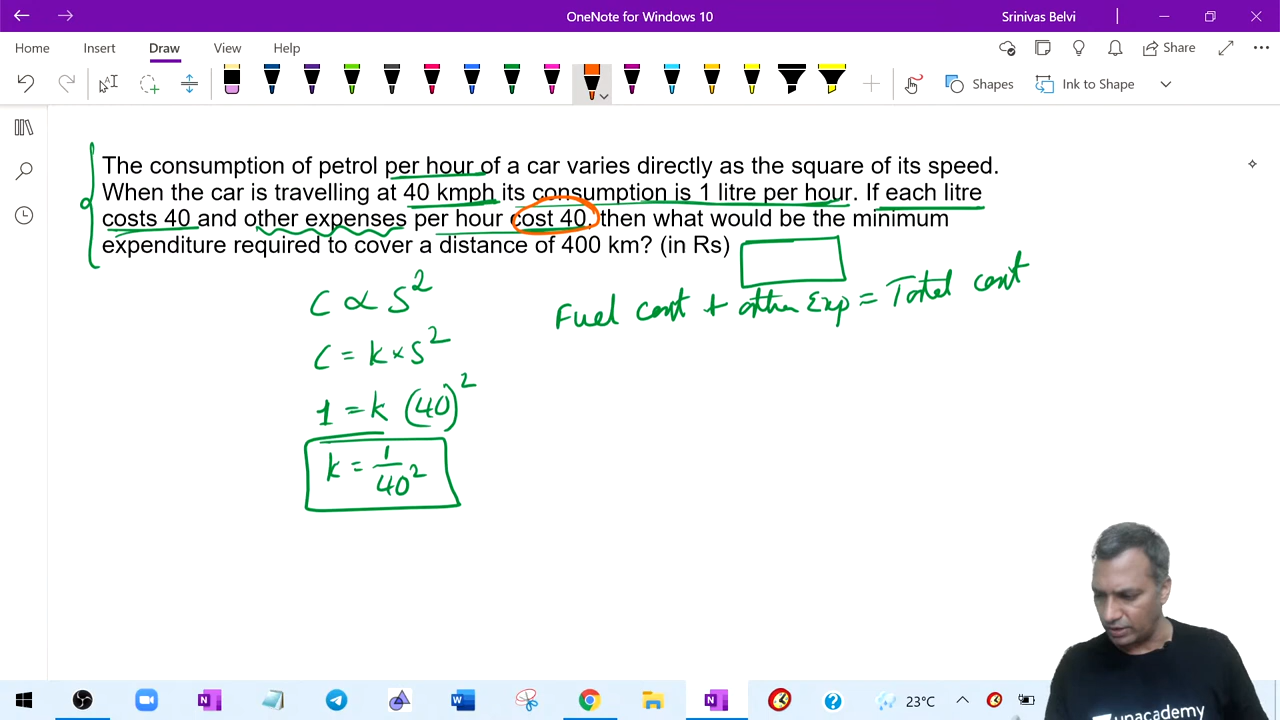 OneNote for Windows 10
Srinivas Belvi
Home Insert Draw View Help
Share
Shapes
Ink to Shape
The consumption of petrol per hour of a car varies directly as the square of its speed.
When the car is travelling at 40 kmph its consumption is 1 litre per hour. If each litre
costs 40 and other expenses per hour cost 40, then what would be the minimum
expenditure required to cover a distance of 400 km? (in Rs)
C ∝ S²
Fuel cost + other Exp = Total cost
C = K × S²
1 = K (40)²
k = 1/40²
23°C
unacademy